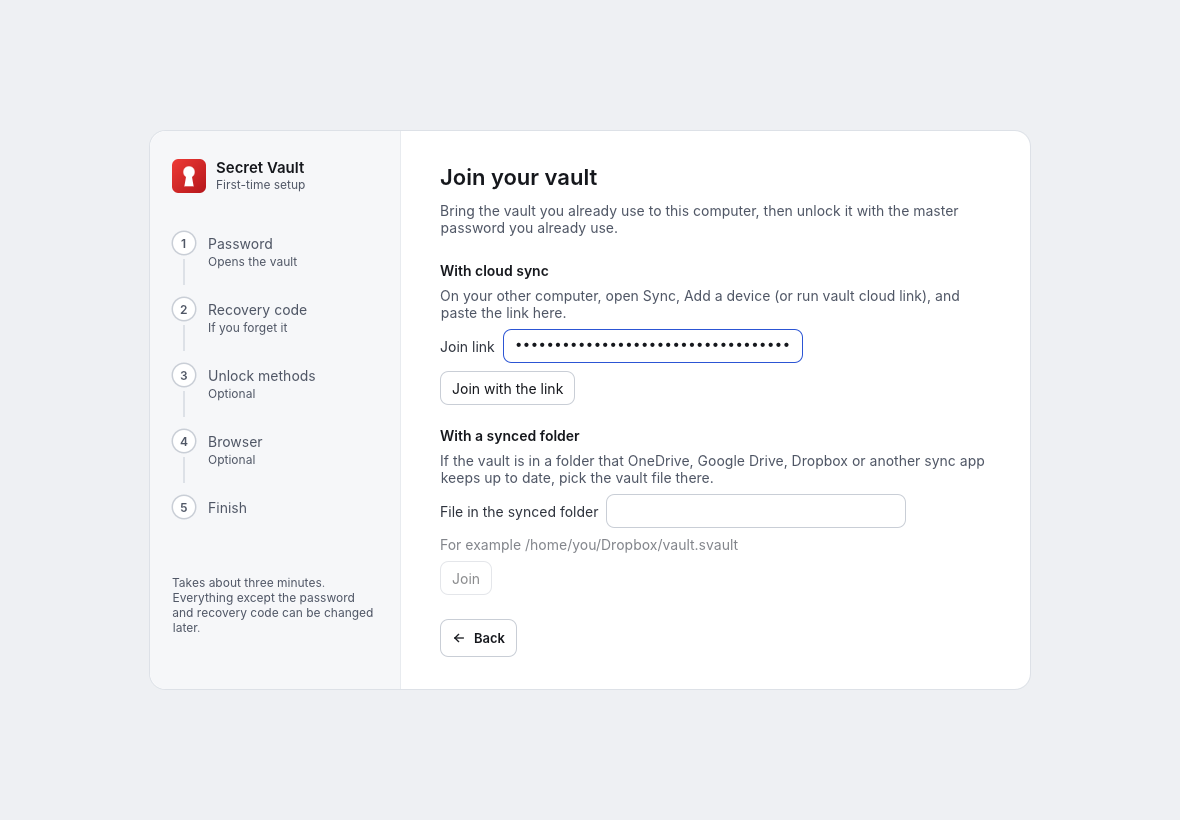 Secret Vault
First-time setup
1
Password
Opens the vault
2
Recovery code
If you forget it
3
Unlock methods
Optional
4
Browser
Optional
5
Finish
Takes about three minutes.
Everything except the password
and recovery code can be changed
later.
Join your vault
Bring the vault you already use to this computer, then unlock it with the master
password you already use.
With cloud sync
On your other computer, open Sync, Add a device (or run vault cloud link), and
paste the link here.
Join link •••••••••••••••••••••••••••••••••••
Join with the link
With a synced folder
If the vault is in a folder that OneDrive, Google Drive, Dropbox or another sync app
keeps up to date, pick the vault file there.
File in the synced folder
For example /home/you/Dropbox/vault.svault
Join
← Back